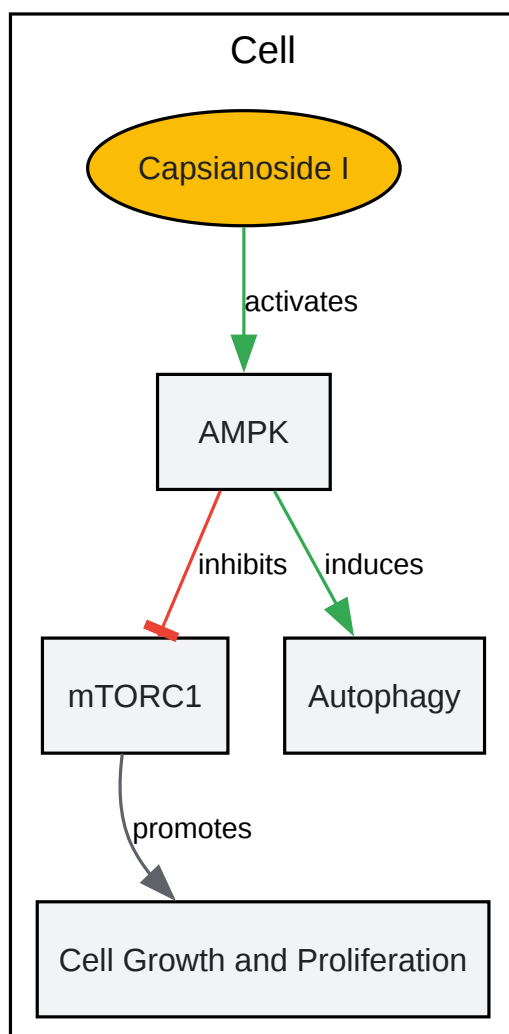 Cell
Capsianoside I
activates
AMPK
inhibits
induces
mTORC1
Autophagy
promotes
Cell Growth and Proliferation